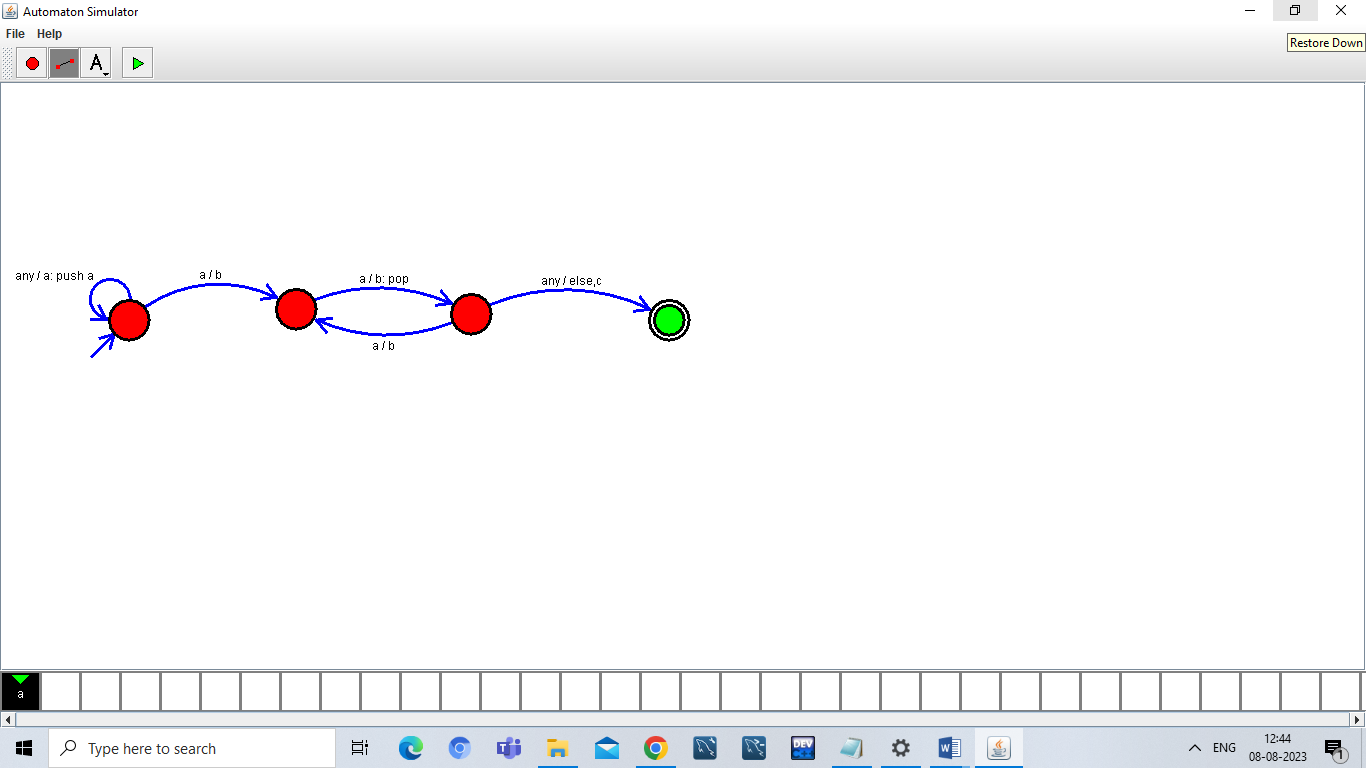 Automaton Simulator
File Help
Restore Down
A
any / a: push a
a / b
a / b: pop
any / else,c
a / b
a
Type here to search
DEV
ENG
12:44
08-08-2023
1